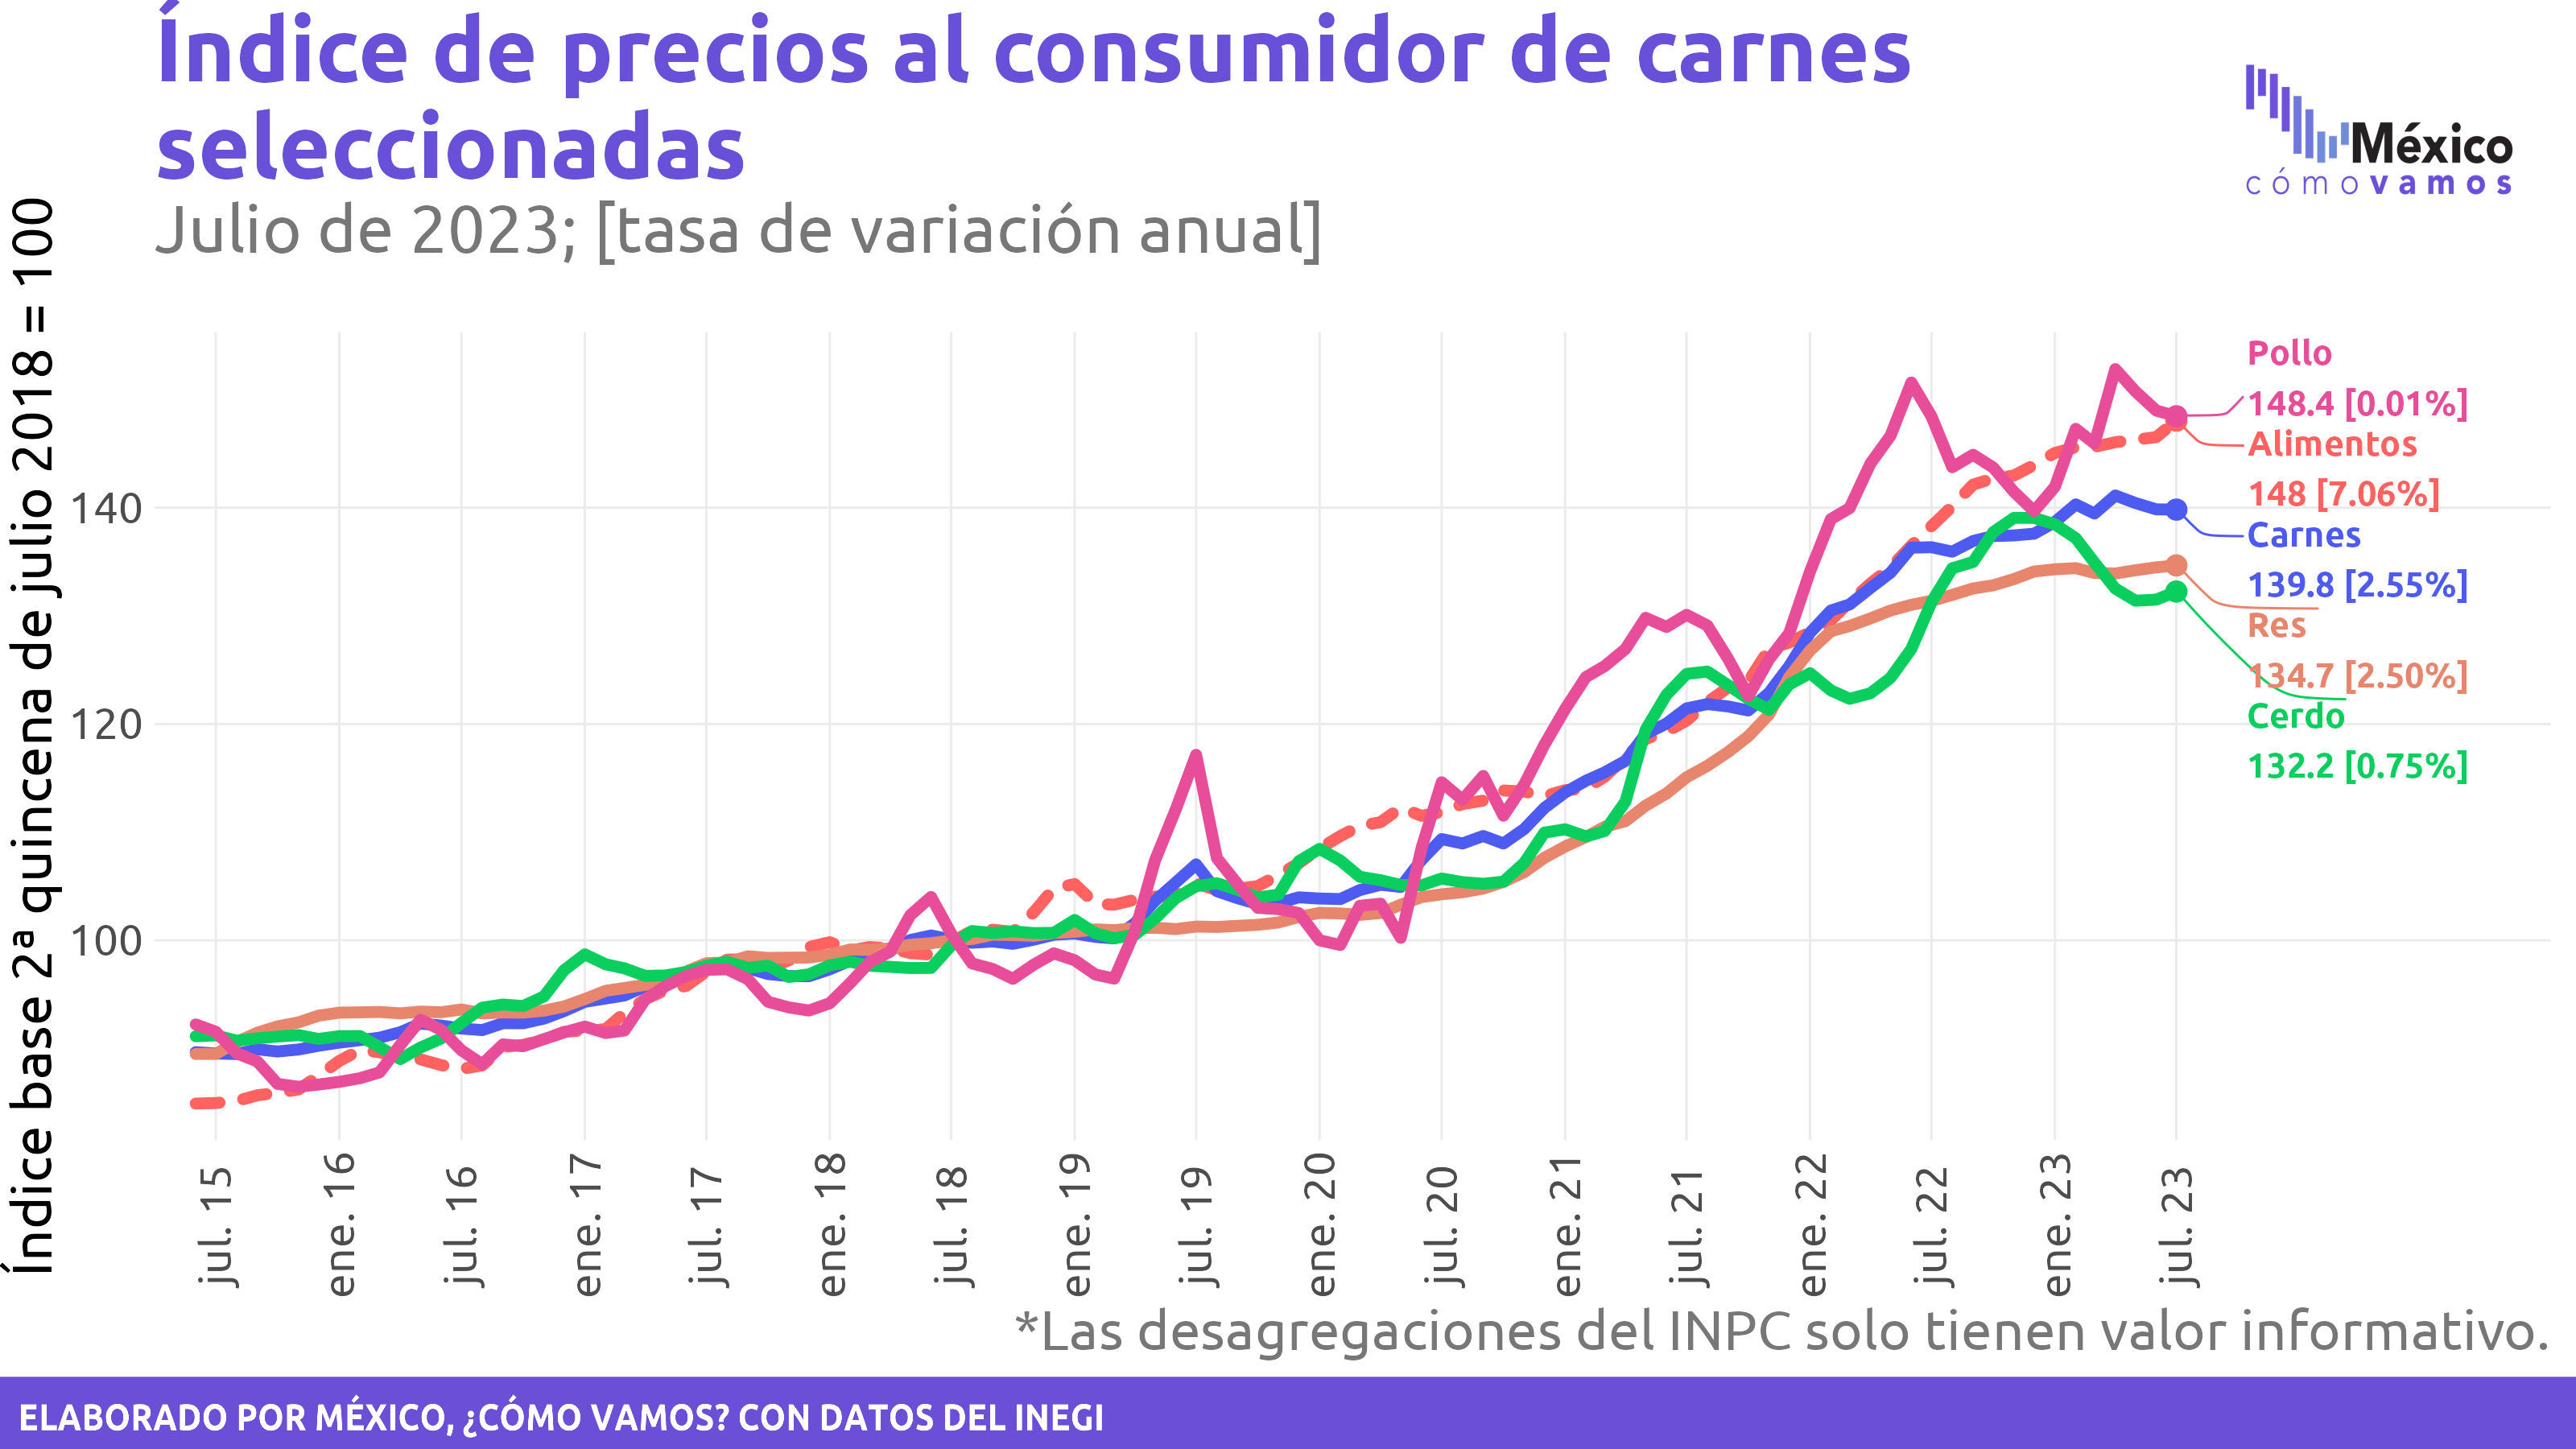 Índice de precios al consumidor de carnes
seleccionadas
Julio de 2023; [tasa de variación anual]
México
cómo vamos
Índice base 2ª quincena de julio 2018 = 100
140
120
100
Pollo
148.4 [0.01%]
Alimentos
148 [7.06%]
Carnes
139.8 [2.55%]
Res
134.7 [2.50%]
Cerdo
132.2 [0.75%]
jul. 15
ene. 16
jul. 16
ene. 17
jul. 17
ene. 18
jul. 18
ene. 19
jul. 19
ene. 20
jul. 20
ene. 21
jul. 21
ene. 22
jul. 22
ene. 23
jul. 23
*Las desagregaciones del INPC solo tienen valor informativo.
ELABORADO POR MÉXICO, ¿CÓMO VAMOS? CON DATOS DEL INEGI